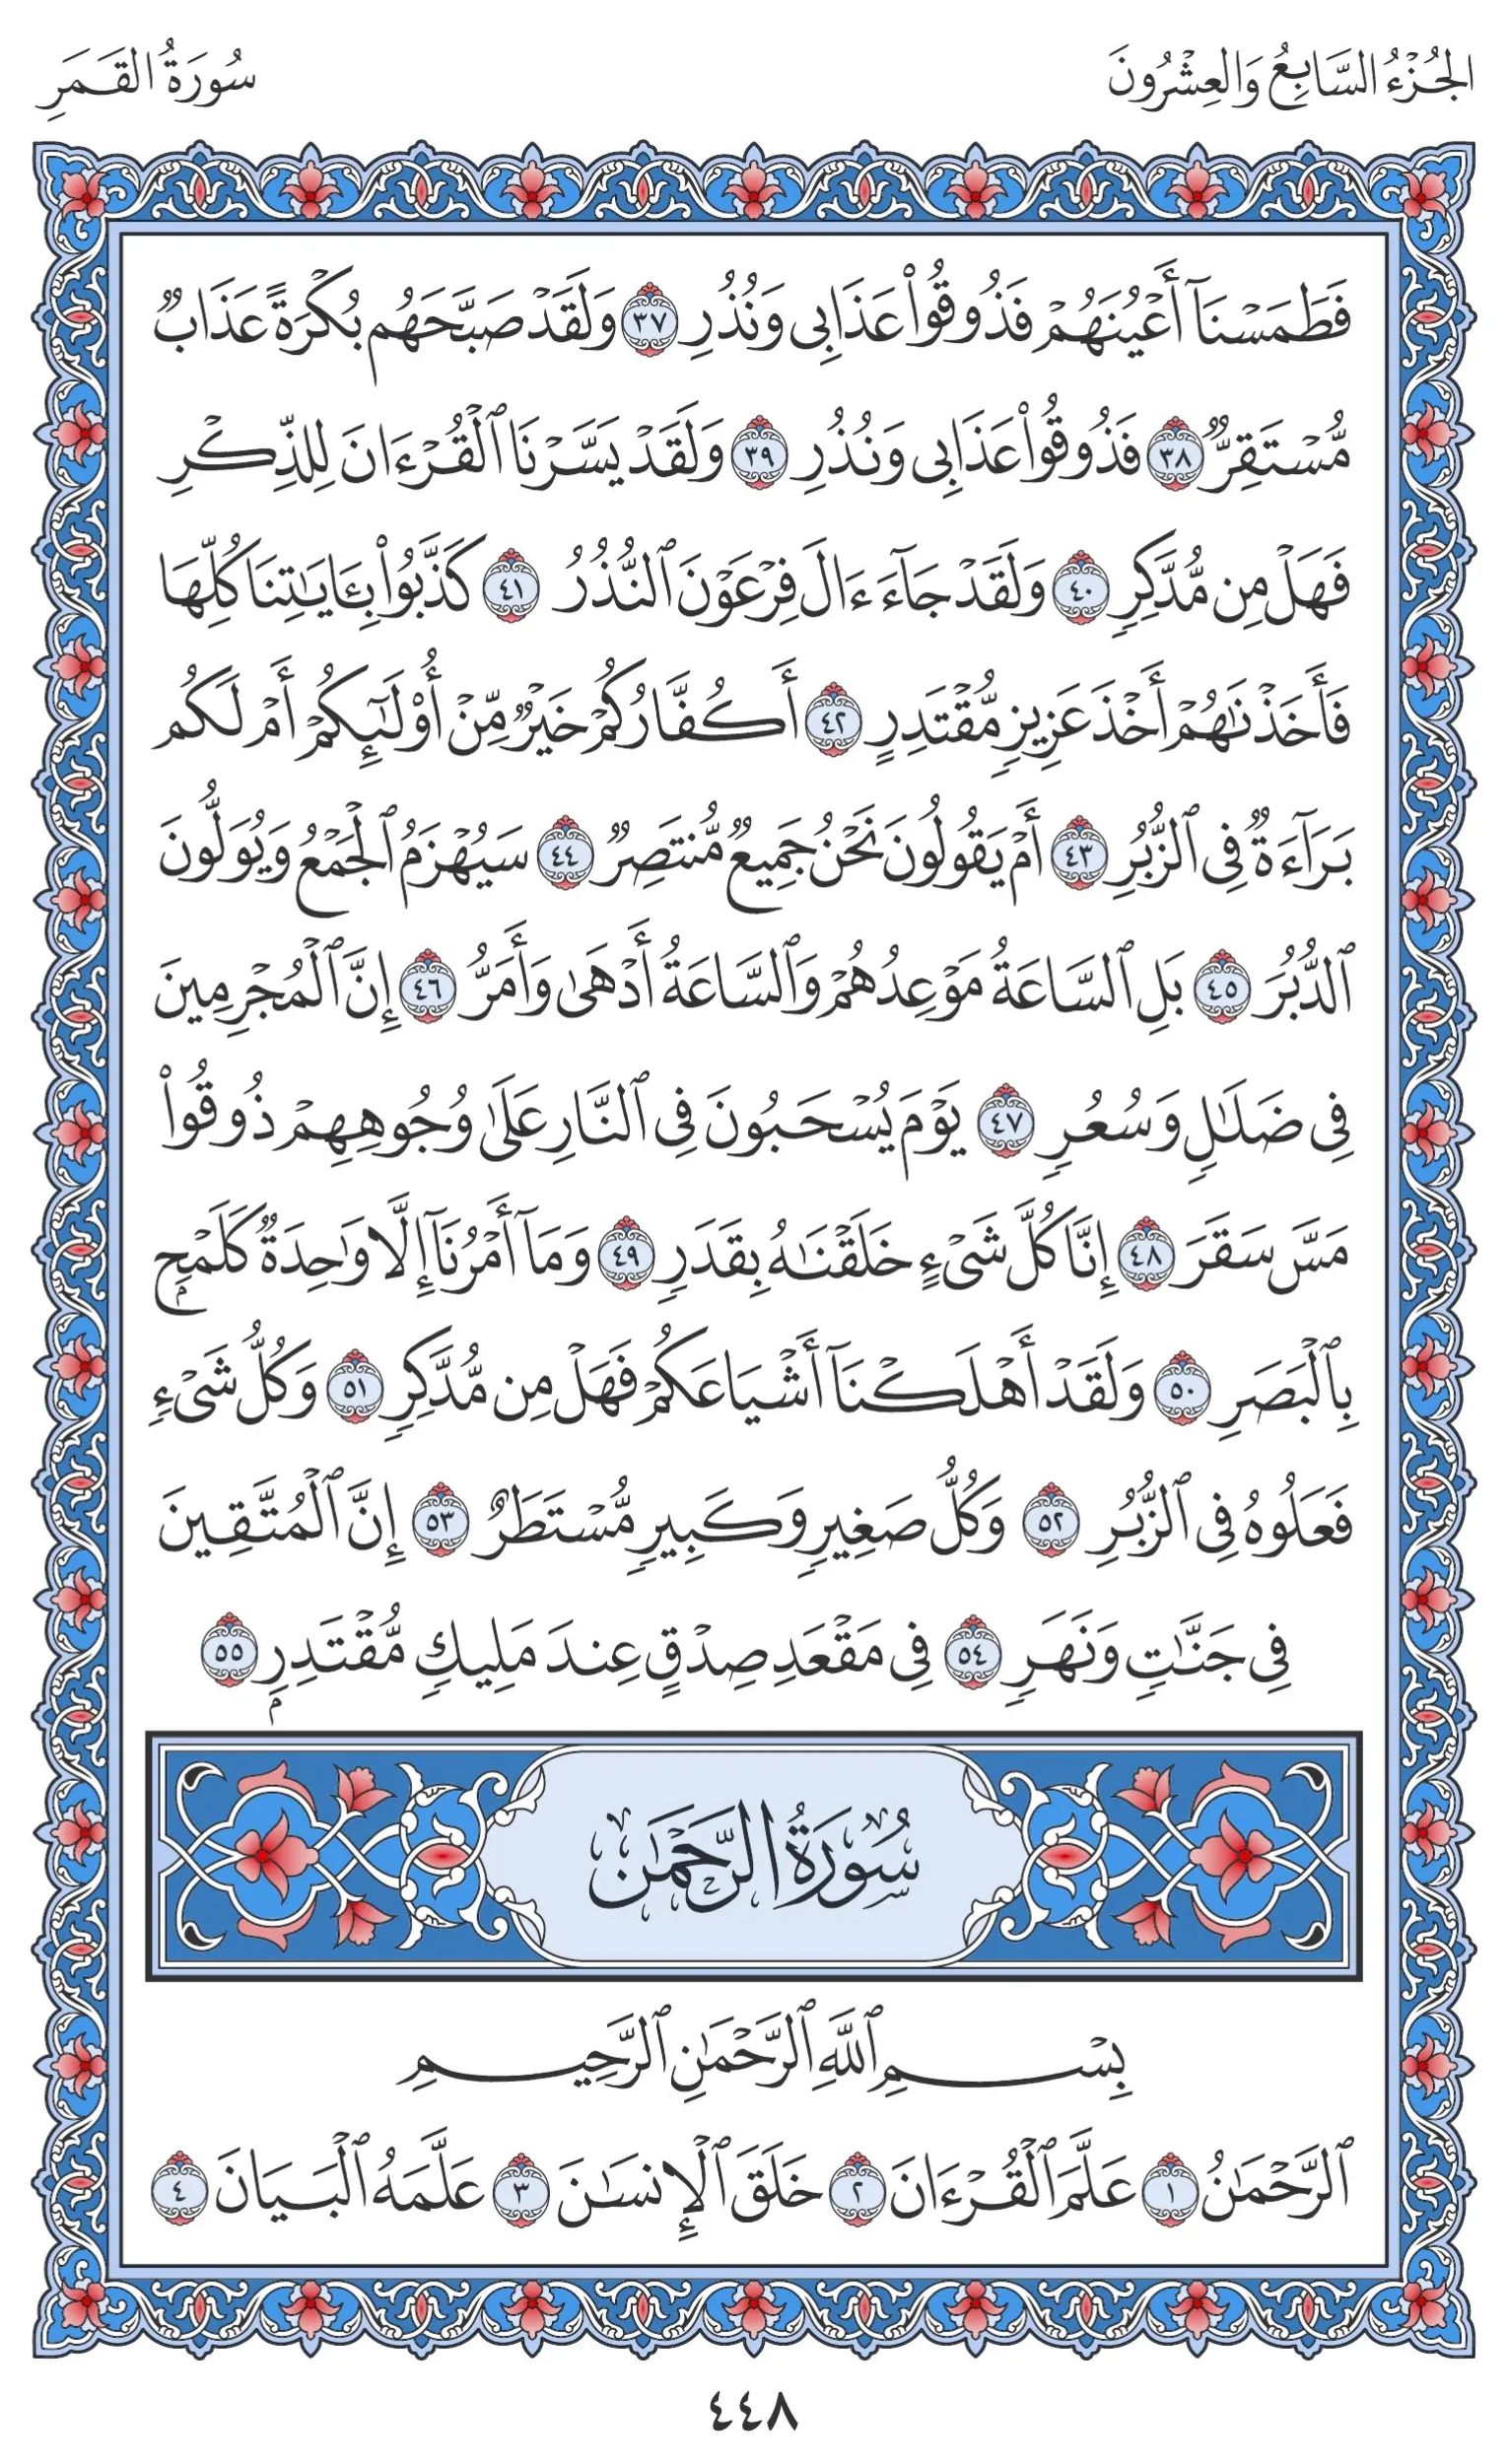 الجُزْءُ السَّابِعُ وَالعِشْرُونَ
سُورَةُ القَمَرِ
فَطَمَسْنَآ أَعْيُنَهُمْ فَذُوقُوا۟ عَذَابِى وَنُذُرِ ٣٧ وَلَقَدْ صَبَّحَهُم بُكْرَةً عَذَابٌ
مُّسْتَقِرٌّ ٣٨ فَذُوقُوا۟ عَذَابِى وَنُذُرِ ٣٩ وَلَقَدْ يَسَّرْنَا ٱلْقُرْءَانَ لِلذِّكْرِ
فَهَلْ مِن مُّدَّكِرٍ ٤٠ وَلَقَدْ جَآءَ ءَالَ فِرْعَوْنَ ٱلنُّذُرُ ٤١ كَذَّبُوا۟ بِـَٔايَـٰتِنَا كُلِّهَا
فَأَخَذْنَـٰهُمْ أَخْذَ عَزِيزٍ مُّقْتَدِرٍ ٤٢ أَكُفَّارُكُمْ خَيْرٌ مِّنْ أُو۟لَـٰٓئِكُمْ أَمْ لَكُم
بَرَآءَةٌ فِى ٱلزُّبُرِ ٤٣ أَمْ يَقُولُونَ نَحْنُ جَمِيعٌ مُّنتَصِرٌ ٤٤ سَيُهْزَمُ ٱلْجَمْعُ وَيُوَلُّونَ
ٱلدُّبُرَ ٤٥ بَلِ ٱلسَّاعَةُ مَوْعِدُهُمْ وَٱلسَّاعَةُ أَدْهَىٰ وَأَمَرُّ ٤٦ إِنَّ ٱلْمُجْرِمِينَ
فِى ضَلَـٰلٍ وَسُعُرٍ ٤٧ يَوْمَ يُسْحَبُونَ فِى ٱلنَّارِ عَلَىٰ وُجُوهِهِمْ ذُوقُوا۟
مَسَّ سَقَرَ ٤٨ إِنَّا كُلَّ شَىْءٍ خَلَقْنَـٰهُ بِقَدَرٍ ٤٩ وَمَآ أَمْرُنَآ إِلَّا وَٰحِدَةٌ كَلَمْحٍۭ
بِٱلْبَصَرِ ٥٠ وَلَقَدْ أَهْلَكْنَآ أَشْيَاعَكُمْ فَهَلْ مِن مُّدَّكِرٍ ٥١ وَكُلُّ شَىْءٍ
فَعَلُوهُ فِى ٱلزُّبُرِ ٥٢ وَكُلُّ صَغِيرٍ وَكَبِيرٍ مُّسْتَطَرٌ ٥٣ إِنَّ ٱلْمُتَّقِينَ
فِى جَنَّـٰتٍ وَنَهَرٍ ٥٤ فِى مَقْعَدِ صِدْقٍ عِندَ مَلِيكٍ مُّقْتَدِرٍۭ ٥٥
سُورَةُ الرَّحْمَٰن
بِسْمِ ٱللَّهِ ٱلرَّحْمَـٰنِ ٱلرَّحِيمِ
ٱلرَّحْمَـٰنُ ١ عَلَّمَ ٱلْقُرْءَانَ ٢ خَلَقَ ٱلْإِنسَـٰنَ ٣ عَلَّمَهُ ٱلْبَيَانَ ٤
٤٤٨